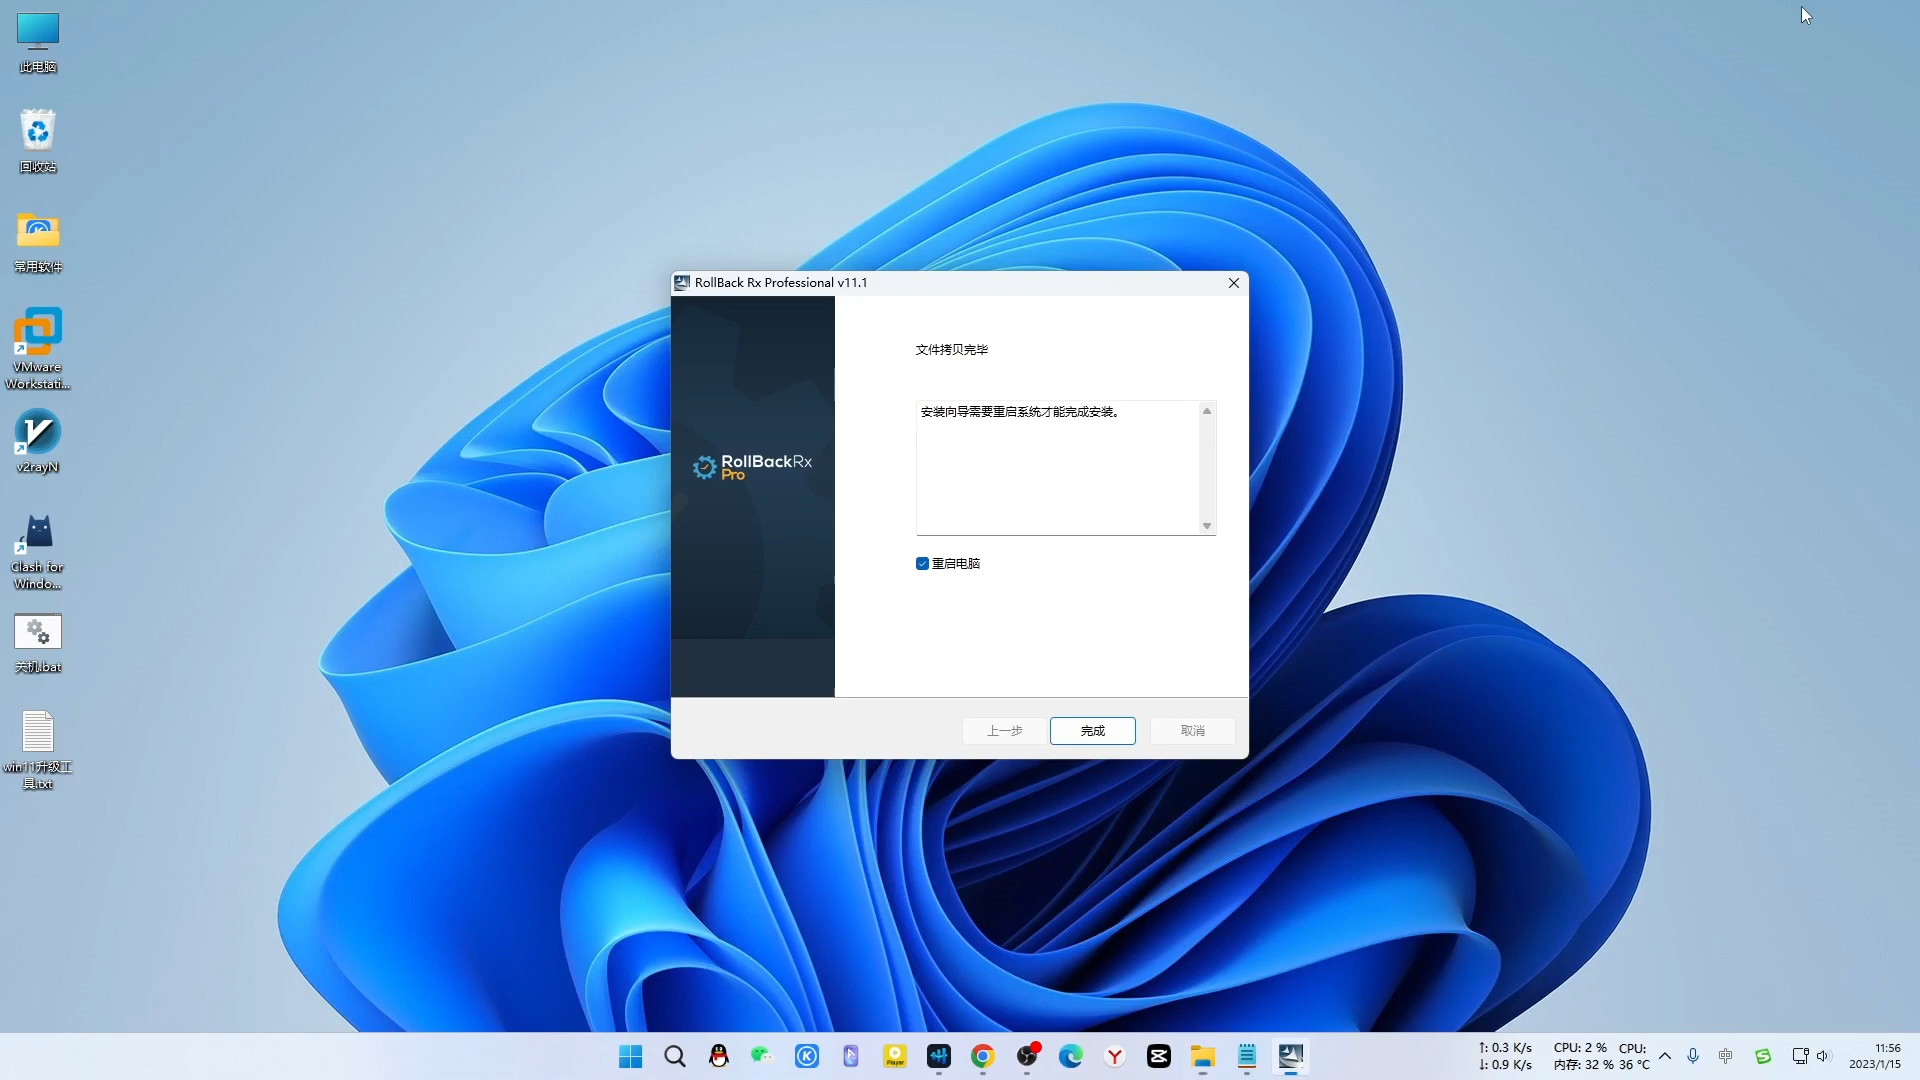 此电脑
回收站
常用软件
VMware
Workstati...
v2rayN
Clash for
Windo...
关机.bat
win11升级工
具.txt
RollBack Rx Professional v11.1
RollBackRx
Pro
文件拷贝完毕
安装向导需要重启系统才能完成安装。
重启电脑
上一步
完成
取消
Player
↑: 0.3 K/s
↓: 0.9 K/s
CPU: 2 %
内存: 32 %
CPU:
36 °C
中
11:56
2023/1/15